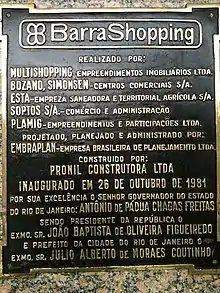 BarraShopping
REALIZADO POR:
MULTISHOPPING-EMPREENDIMENTOS IMOBILIÁRIOS LTDA.
BOZANO, SIMONSEN-CENTROS COMERCIAIS S/A.
ESTA-EMPRESA SANEADORA E TERRITORIAL AGRÍCOLA S/A.
SOPTOS S/A.-COMÉRCIO E ADMINISTRAÇÃO
PLAMIG-EMPREENDIMENTOS E PARTICIPAÇÕES LTDA.
PROJETADO, PLANEJADO E ADMINISTRADO POR:
EMBRAPLAN-EMPRESA BRASILEIRA DE PLANEJAMENTO LTDA.
CONSTRUIDO POR:
PRONIL CONSTRUTORA LTDA
INAUGURADO EM 26 DE OUTUBRO DE 1981
POR SUA EXCELÊNCIA O SENHOR GOVERNADOR DO ESTADO
DO RIO DE JANEIRO: ANTÔNIO DE PÁDUA CHAGAS FREITAS
SENDO PRESIDENTE DA REPÚBLICA O
EXMO. SR. JOÃO BAPTISTA DE OLIVEIRA FIGUEIREDO
E PREFEITO DA CIDADE DO RIO DE JANEIRO O
EXMO. SR. JULIO ALBERTO DE MORAES COUTINHO